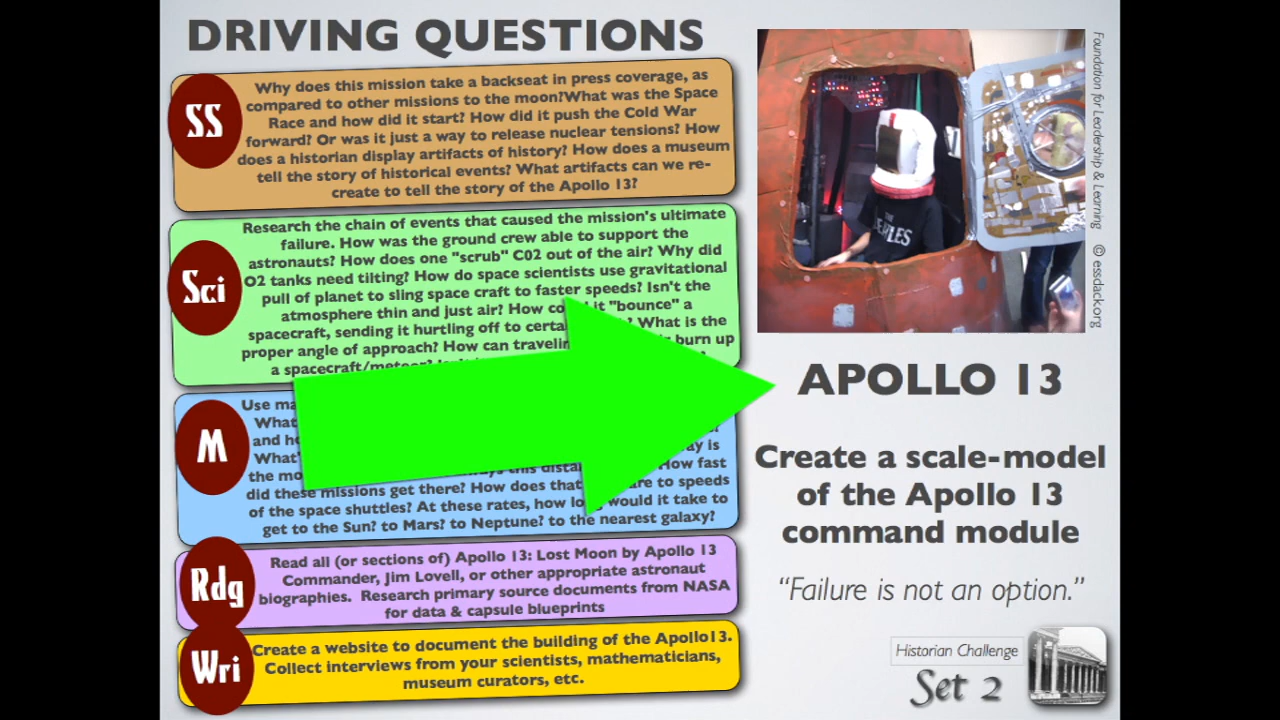 DRIVING QUESTIONS
SS
Why does this mission take a backseat in press coverage, as
compared to other missions to the moon?What was the Space
Race and how did it start? How did it push the Cold War
forward? Or was it just a way to release nuclear tensions? How
does a historian display artifacts of history? How does a museum
tell the story of historical events? What artifacts can we re-
create to tell the story of the Apollo 13?
Sci
Research the chain of events that caused the mission's ultimate
failure. How was the ground crew able to support the
astronauts? How does one "scrub" C02 out of the air? Why did
O2 tanks need tilting? How do space scientists use gravitational
pull of planet to sling space craft to faster speeds? Isn't the
atmosphere thin and just air? How it "bounce" a
spacecraft, sending it hurtling off to What is the
proper angle of approach? How can burn up
a spacecraft/meteor?
M
Use
What
and
What'
the is
did these missions get there? How does that to speeds
of the space shuttles? At these rates, how would it take to
get to the Sun? to Mars? to Neptune? to the nearest galaxy?
How fast
Rdg
Read all (or sections of) Apollo 13: Lost Moon by Apollo 13
Commander, Jim Lovell, or other appropriate astronaut
biographies. Research primary source documents from NASA
for data & capsule blueprints
Wri
Create a website to document the building of the Apollo13.
Collect interviews from your scientists, mathematicians,
museum curators, etc.
THE
Foundation for Leadership & Learning © essdack.org
APOLLO 13
Create a scale-model
of the Apollo 13
command module
“Failure is not an option.”
Historian Challenge
Set 2